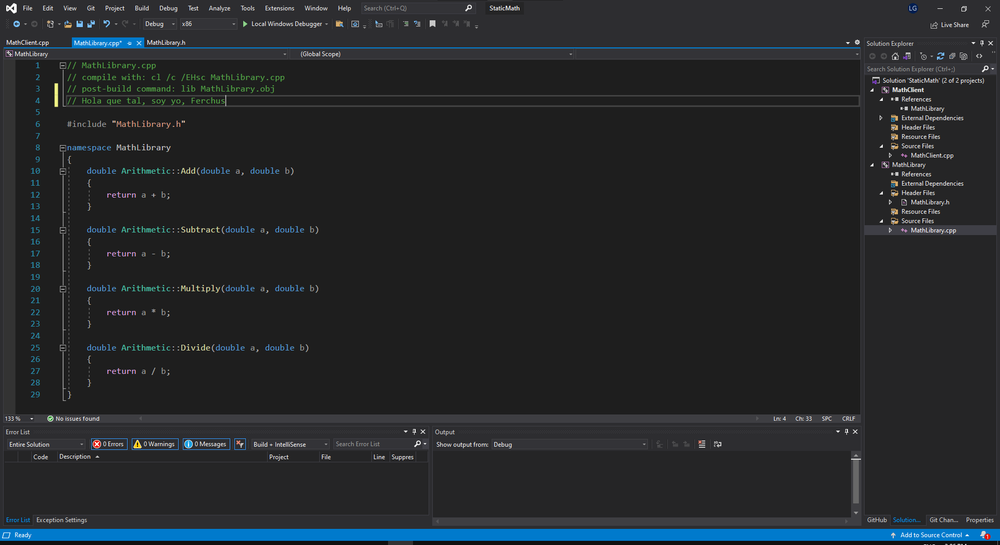 File Edit View Git Project Build Debug Test Analyze Tools Extensions Window Help Search (Ctrl+Q) StaticMath LG
Debug x86 Local Windows Debugger Live Share
MathClient.cpp MathLibrary.cpp* MathLibrary.h
MathLibrary (Global Scope)
1 // MathLibrary.cpp
2 // compile with: cl /c /EHsc MathLibrary.cpp
3 // post-build command: lib MathLibrary.obj
4 // Hola que tal, soy yo, Ferchus
5
6 #include "MathLibrary.h"
7
8 namespace MathLibrary
9 {
10 double Arithmetic::Add(double a, double b)
11 {
12 return a + b;
13 }
14
15 double Arithmetic::Subtract(double a, double b)
16 {
17 return a - b;
18 }
19
20 double Arithmetic::Multiply(double a, double b)
21 {
22 return a * b;
23 }
24
25 double Arithmetic::Divide(double a, double b)
26 {
27 return a / b;
28 }
29 }
133 % No issues found Ln: 4 Ch: 33 SPC CRLF
Error List
Entire Solution 0 Errors 0 Warnings 0 Messages Build + IntelliSense Search Error List
Code Description Project File Line Suppres
Error List Exception Settings
Output
Show output from: Debug
Solution Explorer
Search Solution Explorer (Ctrl+;)
Solution 'StaticMath' (2 of 2 projects)
MathClient
References
MathLibrary
External Dependencies
Header Files
Resource Files
Source Files
MathClient.cpp
MathLibrary
References
External Dependencies
Header Files
MathLibrary.h
Resource Files
Source Files
MathLibrary.cpp
GitHub Solution... Git Chan... Properties
Ready Add to Source Control 1